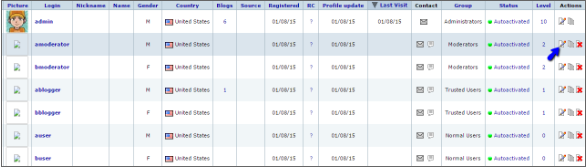 Picture Login Nickname Name Gender Country Blogs Source Registered RC Profile update Last Visit Contact Group Status Level Actions
admin M United States 6 01/08/15 ? 01/08/15 01/08/15 Administrators Autoactivated 10
amoderator M United States 01/08/15 ? 01/08/15 Moderators Autoactivated 2
bmoderator F United States 01/08/15 ? 01/08/15 Moderators Autoactivated 2
ablogger M United States 1 01/08/15 ? 01/08/15 Trusted Users Autoactivated 1
bblogger F United States 01/08/15 ? 01/08/15 Trusted Users Autoactivated 1
auser M United States 01/08/15 ? 01/08/15 Normal Users Autoactivated 0
buser F United States 01/08/15 ? 01/08/15 Normal Users Autoactivated 1